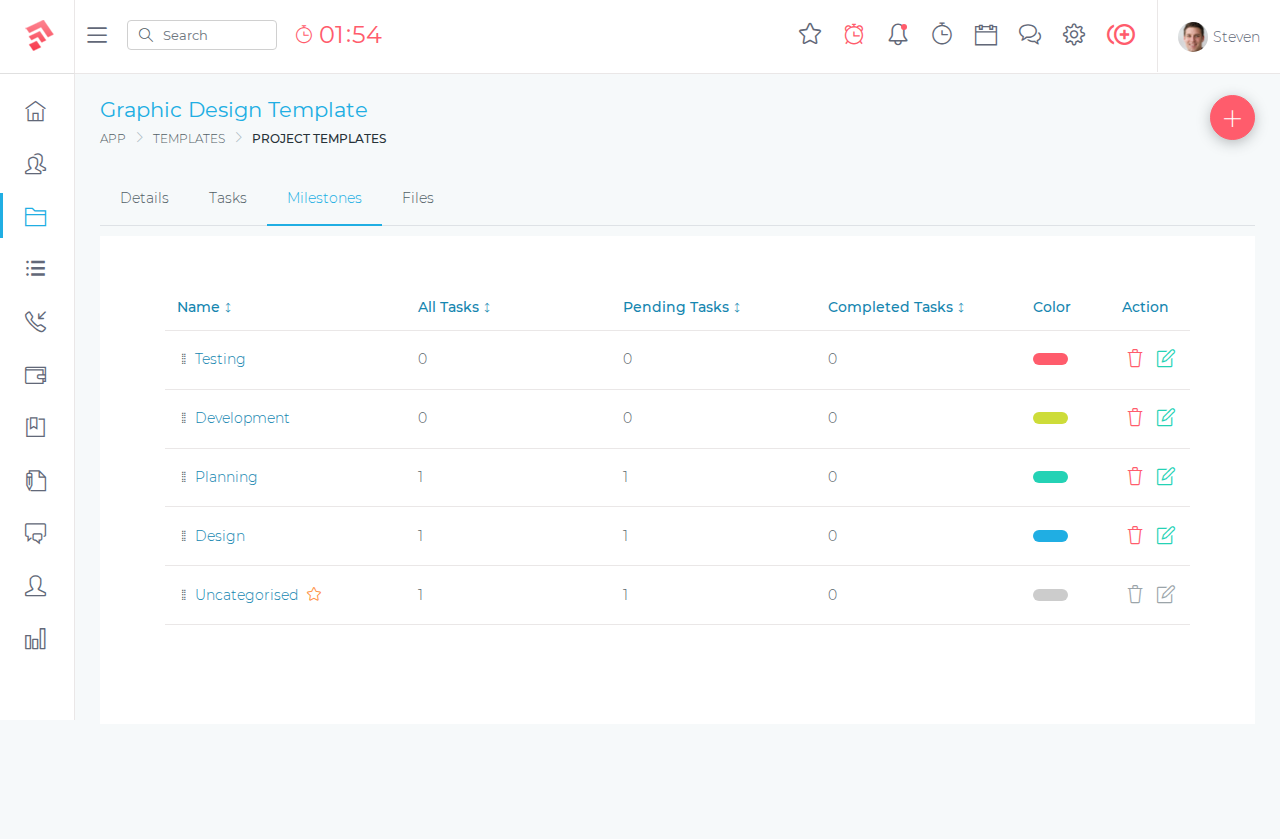 Search 01:54 Steven
Graphic Design Template
APP TEMPLATES PROJECT TEMPLATES
Details Tasks Milestones Files
Name All Tasks Pending Tasks Completed Tasks Color Action
Testing 0 0 0
Development 0 0 0
Planning 1 1 0
Design 1 1 0
Uncategorised 1 1 0